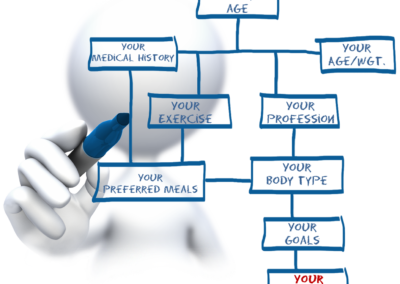 AGE
YOUR
MEDICAL HISTORY
YOUR
AGE/WGT.
YOUR
EXERCISE
YOUR
PROFESSION
YOUR
PREFERRED MEALS
YOUR
BODY TYPE
YOUR
GOALS
YOUR